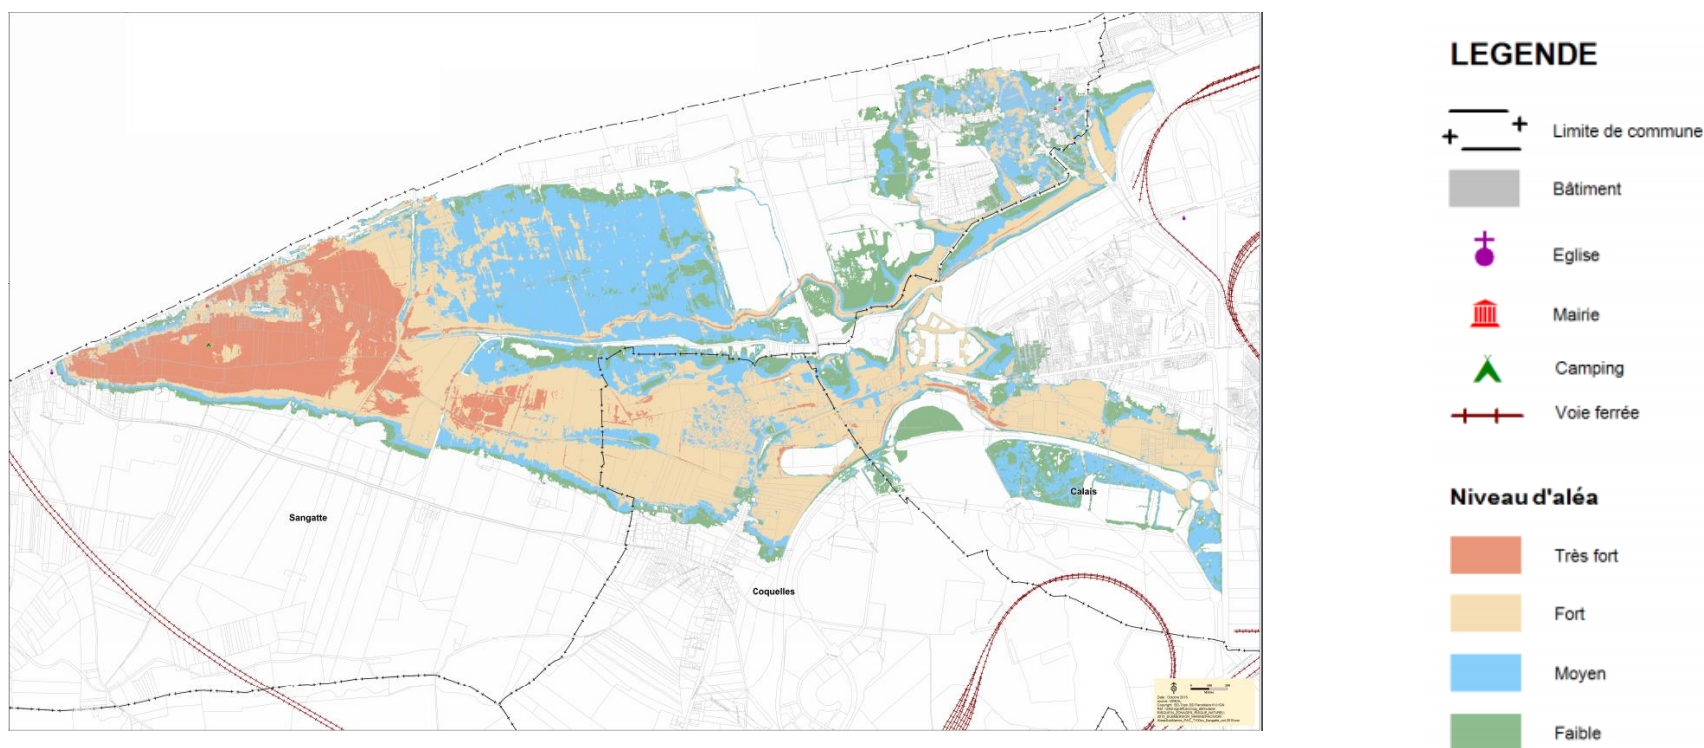 LEGENDE
Limite de commune
Bâtiment
Eglise
Mairie
Camping
Voie ferrée
Niveau d'aléa
Très fort
Fort
Moyen
Faible
Sangatte
Calais
Coquelles